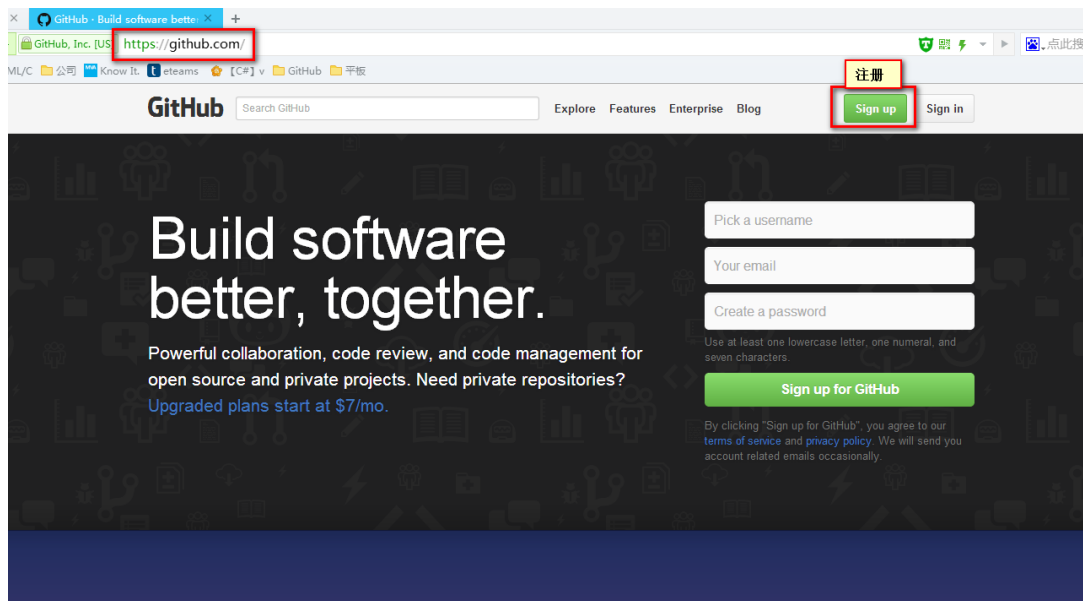 GitHub · Build software bette
GitHub, Inc. [US
https://github.com/
点此搜
ML/C 公司 Know It. eteams 【C#】v GitHub 平板
注册
GitHub Search GitHub Explore Features Enterprise Blog Sign up Sign in
Build software
better, together.
Powerful collaboration, code review, and code management for
open source and private projects. Need private repositories?
Upgraded plans start at $7/mo.
Pick a username
Your email
Create a password
Use at least one lowercase letter, one numeral, and
seven characters.
Sign up for GitHub
By clicking "Sign up for GitHub", you agree to our
terms of service and privacy policy. We will send you
account related emails occasionally.